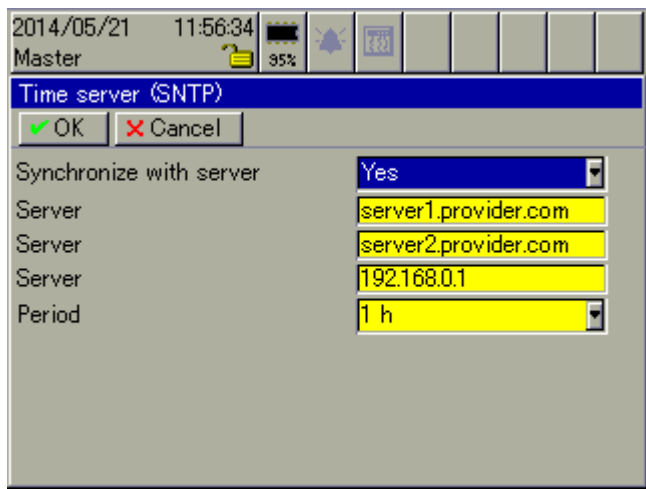 2014/05/21 11:56:34
Master
95%
Time server (SNTP)
OK Cancel
Synchronize with server Yes
Server server1.provider.com
Server server2.provider.com
Server 192.168.0.1
Period 1 h